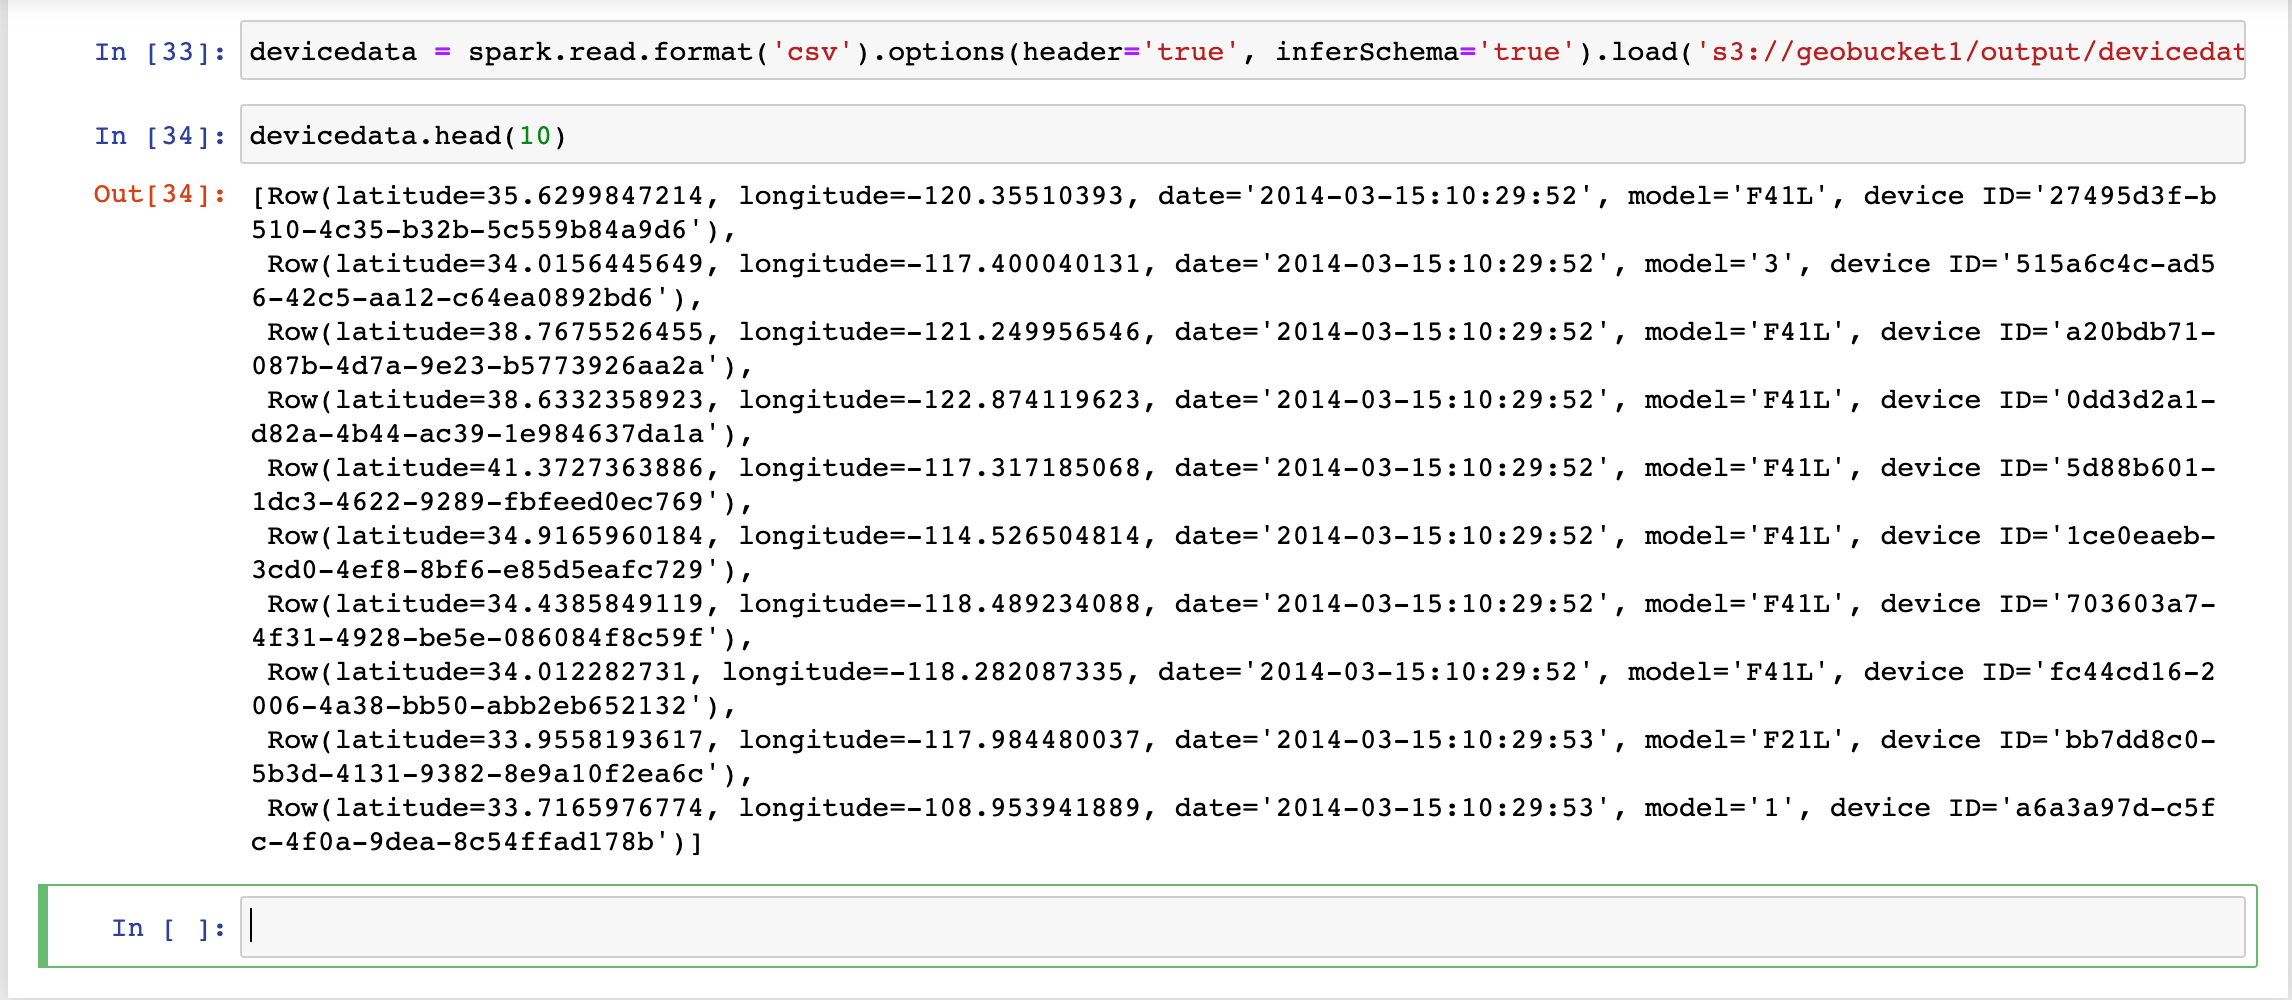 In [33]: devicedata = spark.read.format('csv').options(header='true', inferSchema='true').load('s3://geobucket1/output/devicedat
In [34]: devicedata.head(10)
Out[34]: [Row(latitude=35.6299847214, longitude=-120.35510393, date='2014-03-15:10:29:52', model='F41L', device ID='27495d3f-b
510-4c35-b32b-5c559b84a9d6'),
Row(latitude=34.0156445649, longitude=-117.400040131, date='2014-03-15:10:29:52', model='3', device ID='515a6c4c-ad5
6-42c5-aa12-c64ea0892bd6'),
Row(latitude=38.7675526455, longitude=-121.249956546, date='2014-03-15:10:29:52', model='F41L', device ID='a20bdb71-
087b-4d7a-9e23-b5773926aa2a'),
Row(latitude=38.6332358923, longitude=-122.874119623, date='2014-03-15:10:29:52', model='F41L', device ID='0dd3d2a1-
d82a-4b44-ac39-1e984637da1a'),
Row(latitude=41.3727363886, longitude=-117.317185068, date='2014-03-15:10:29:52', model='F41L', device ID='5d88b601-
1dc3-4622-9289-fbfeed0ec769'),
Row(latitude=34.9165960184, longitude=-114.526504814, date='2014-03-15:10:29:52', model='F41L', device ID='1ce0eaeb-
3cd0-4ef8-8bf6-e85d5eafc729'),
Row(latitude=34.4385849119, longitude=-118.489234088, date='2014-03-15:10:29:52', model='F41L', device ID='703603a7-
4f31-4928-be5e-086084f8c59f'),
Row(latitude=34.012282731, longitude=-118.282087335, date='2014-03-15:10:29:52', model='F41L', device ID='fc44cd16-2
006-4a38-bb50-abb2eb652132'),
Row(latitude=33.9558193617, longitude=-117.984480037, date='2014-03-15:10:29:53', model='F21L', device ID='bb7dd8c0-
5b3d-4131-9382-8e9a10f2ea6c'),
Row(latitude=33.7165976774, longitude=-108.953941889, date='2014-03-15:10:29:53', model='1', device ID='a6a3a97d-c5f
c-4f0a-9dea-8c54ffad178b')]
In [ ]: